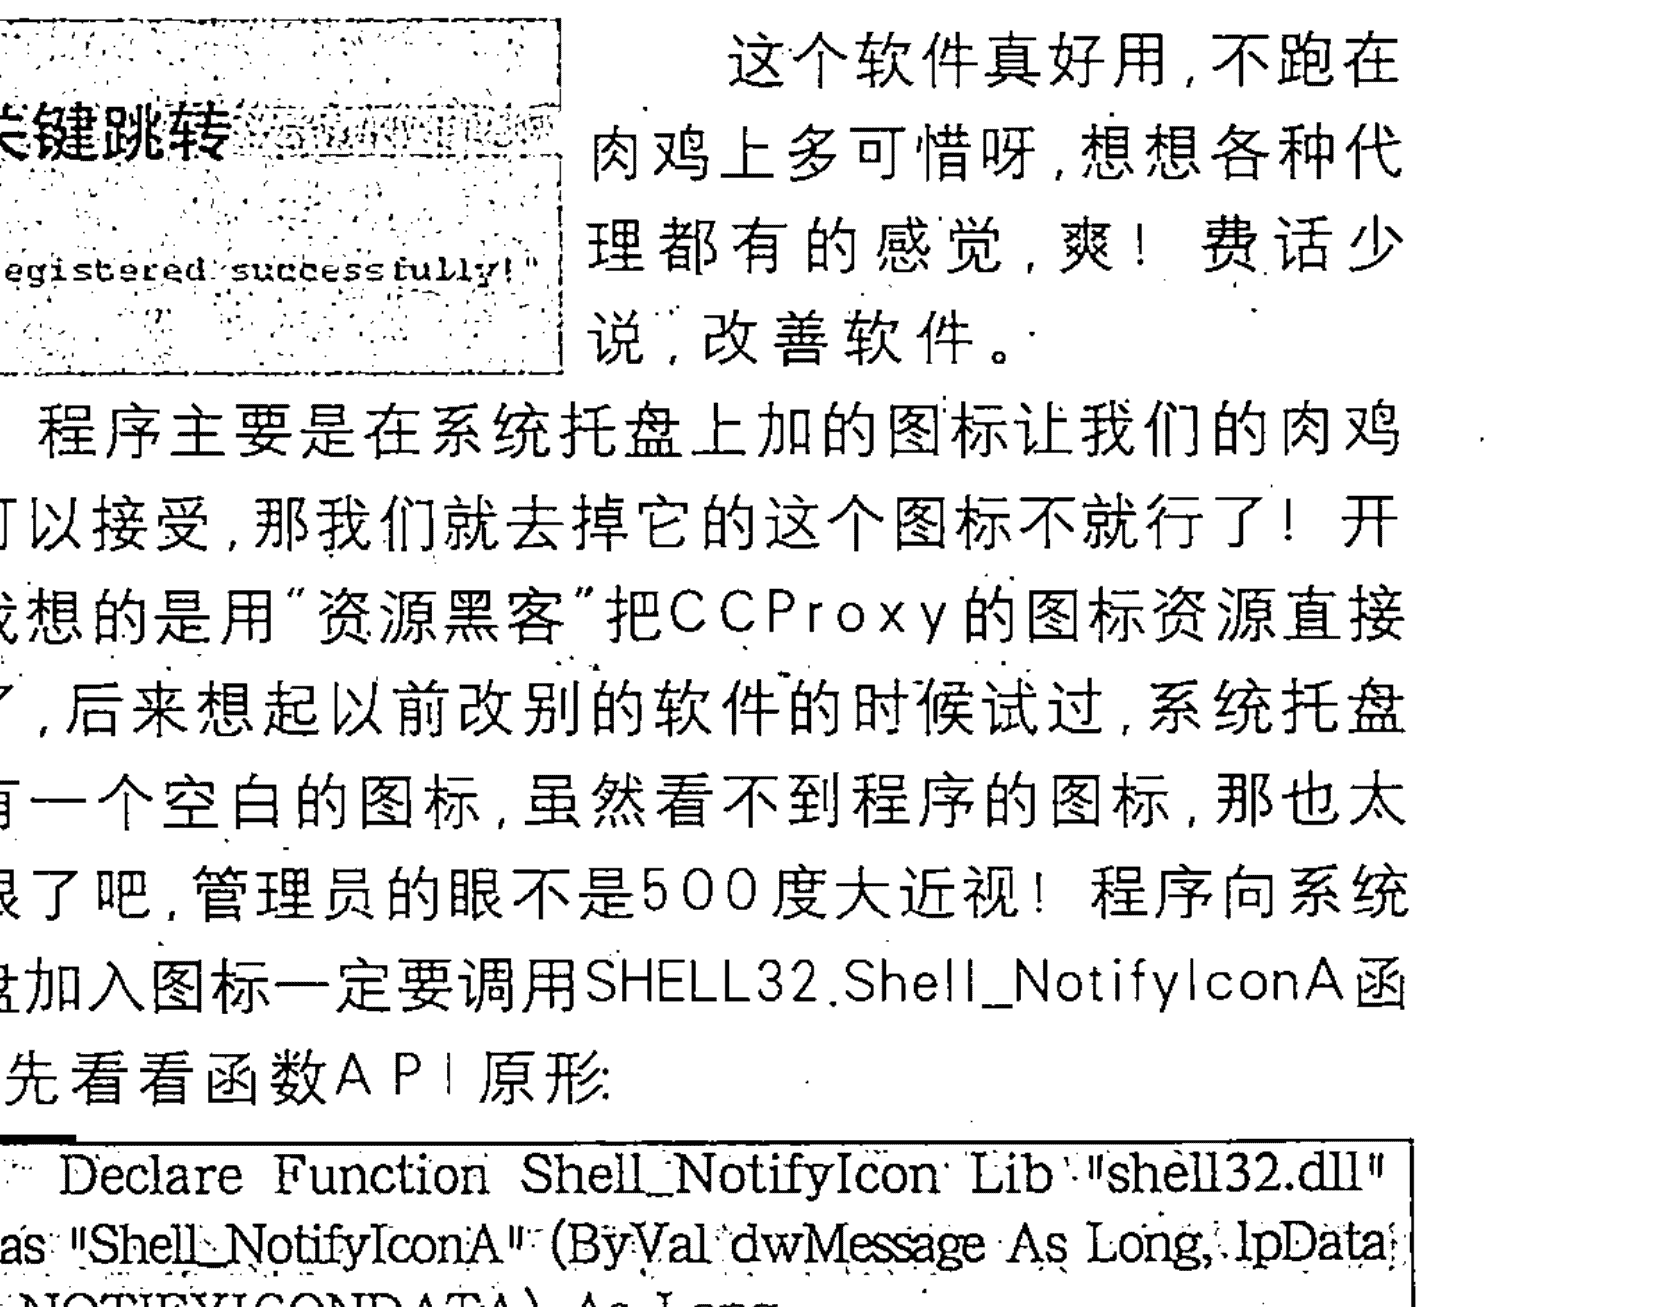 键跳转
egistered successfully!"
这个软件真好用,不跑在
肉鸡上多可惜呀,想想各种代
理都有的感觉,爽! 费话少
说,改善软件。
程序主要是在系统托盘上加的图标让我们的肉鸡
可以接受,那我们就去掉它的这个图标不就行了! 开
我想的是用"资源黑客"把CCProxy的图标资源直接
了,后来想起以前改别的软件的时候试过,系统托盘
有一个空白的图标,虽然看不到程序的图标,那也太
眼了吧,管理员的眼不是500度大近视! 程序向系统
盘加入图标一定要调用SHELL32.Shell_NotifyIconA函
先看看函数API原形:
Declare Function Shell_NotifyIcon Lib "shell32.dll"
as "Shell_NotifyIconA" (ByVal dwMessage As Long, lpData
NOTIFYICONDATA) As Long